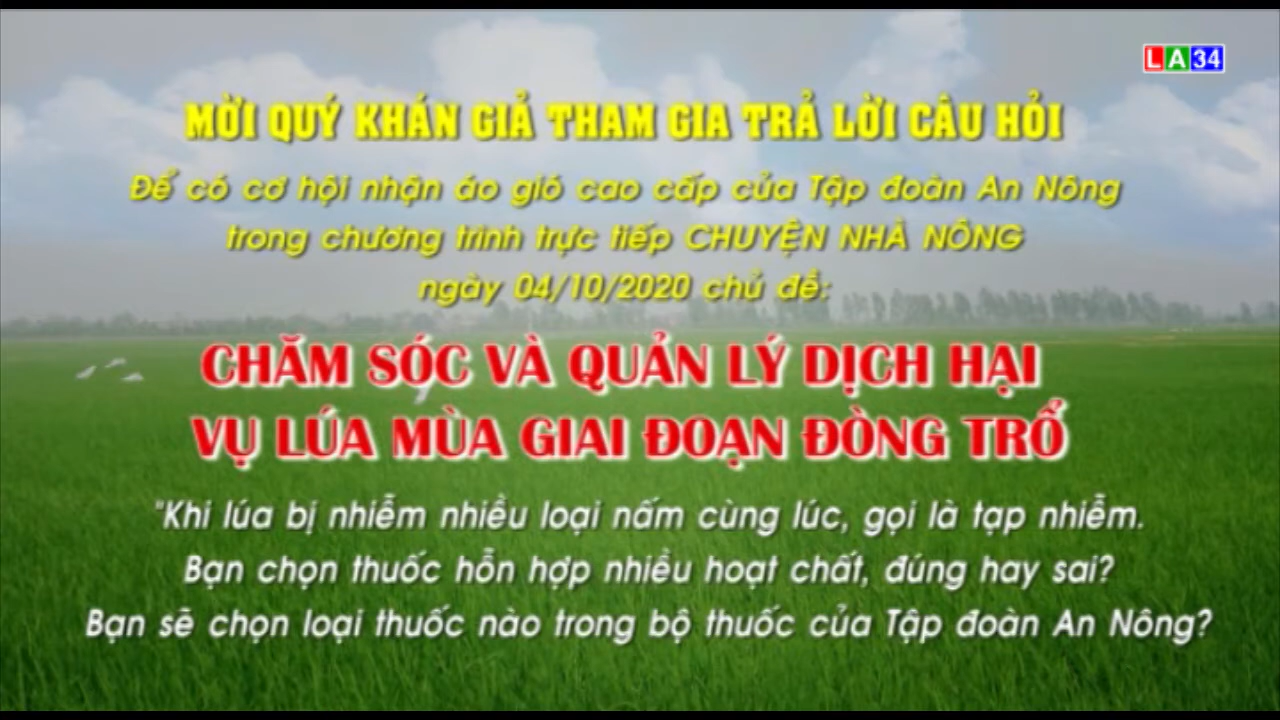 LA34
MỜI QUÝ KHÁN GIẢ THAM GIA TRẢ LỜI CÂU HỎI
Để có cơ hội nhận áo gió cao cấp của Tập đoàn An Nông
trong chương trình trực tiếp CHUYỆN NHÀ NÔNG
ngày 04/10/2020 chủ đề:
CHĂM SÓC VÀ QUẢN LÝ DỊCH HẠI
VỤ LÚA MÙA GIAI ĐOẠN ĐÒNG TRỔ
"Khi lúa bị nhiễm nhiều loại nấm cùng lúc, gọi là tạp nhiễm.
Bạn chọn thuốc hỗn hợp nhiều hoạt chất, đúng hay sai?
Bạn sẽ chọn loại thuốc nào trong bộ thuốc của Tập đoàn An Nông?